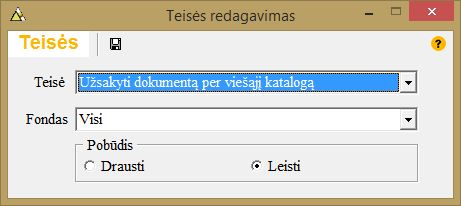 Teisės redagavimas
Teisės
?
Teisė Užsakyti dokumentą per viešąjį katalogą
Fondas Visi
Pobūdis
Drausti Leisti